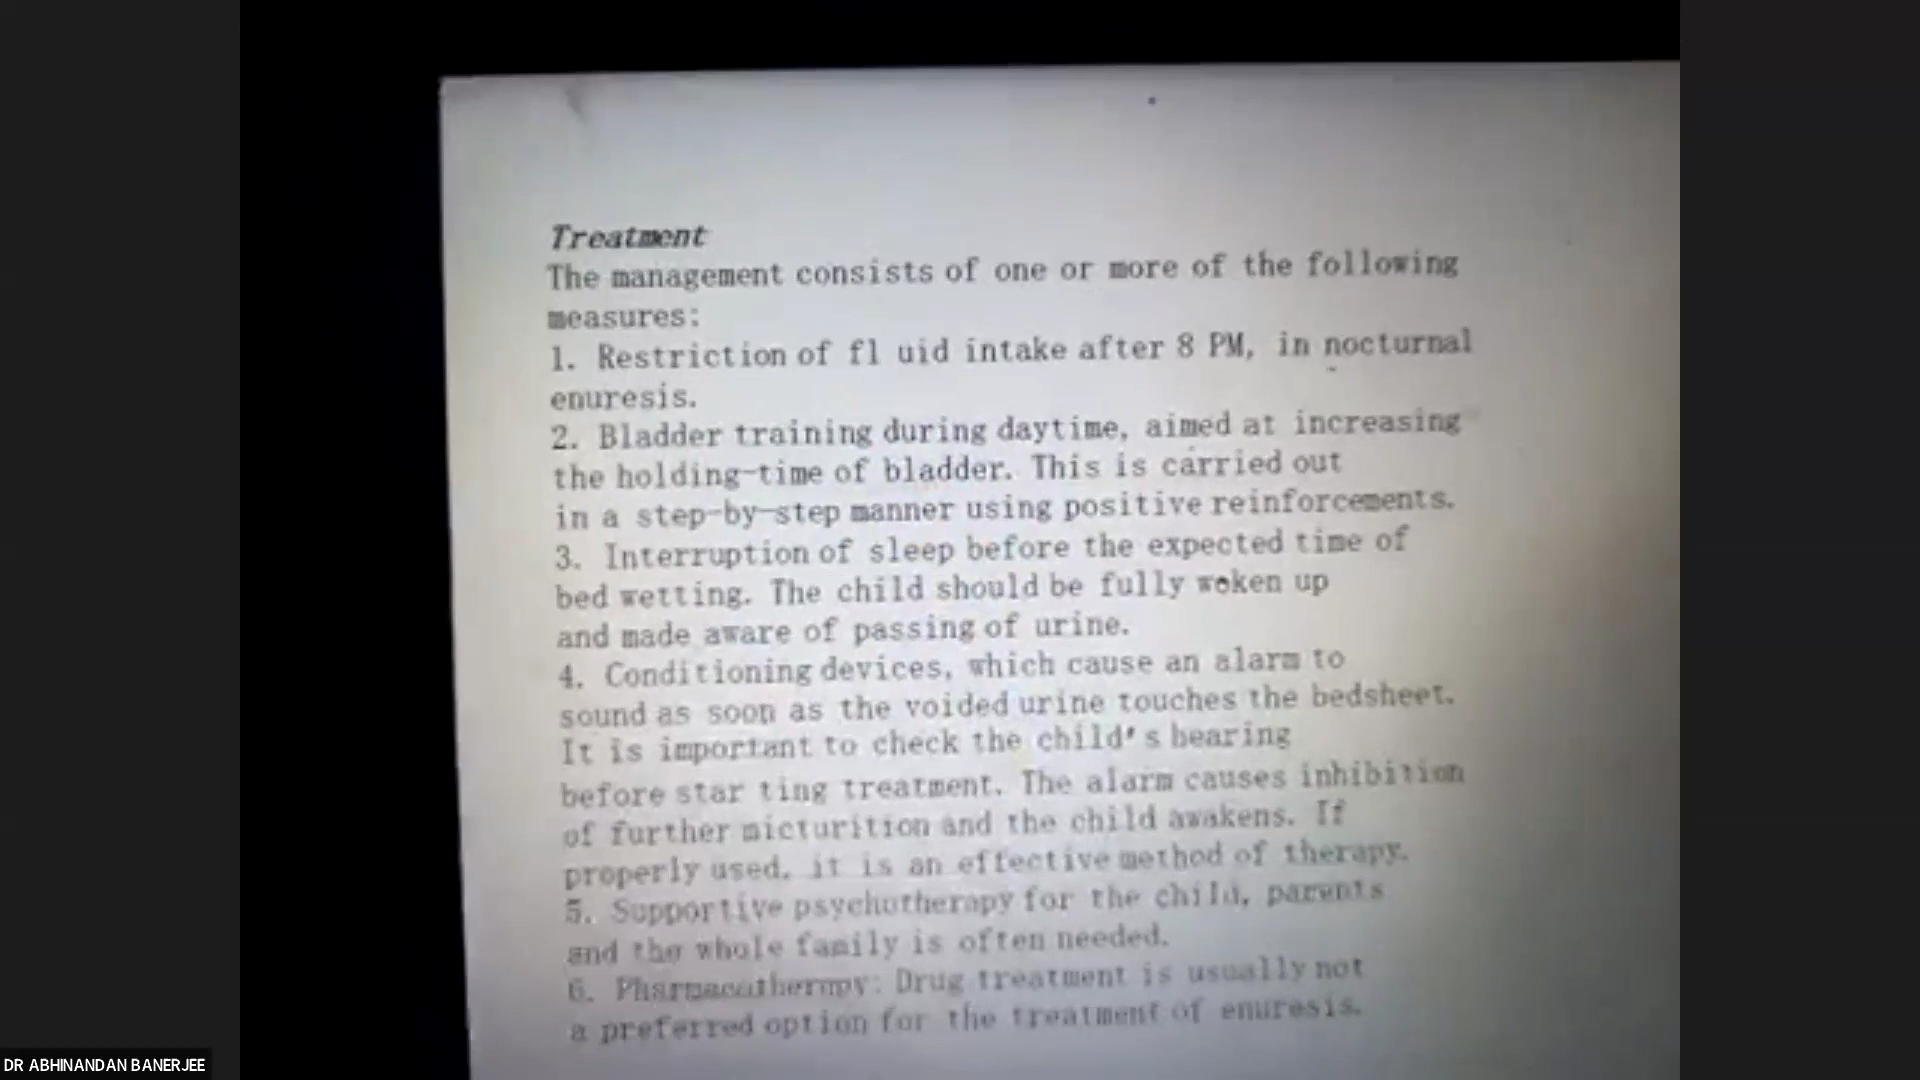 Treatment
The management consists of one or more of the following
measures:
1. Restriction of fl uid intake after 8 PM, in nocturnal
enuresis.
2. Bladder training during daytime, aimed at increasing
the holding-time of bladder. This is carried out
in a step-by-step manner using positive reinforcements.
3. Interruption of sleep before the expected time of
bed wetting. The child should be fully woken up
and made aware of passing of urine.
4. Conditioning devices, which cause an alarm to
sound as soon as the voided urine touches the bedsheet.
It is important to check the child's hearing
before star ting treatment. The alarm causes inhibition
of further micturition and the child awakens. If
properly used, it is an effective method of therapy.
5. Supportive psychotherapy for the child, parents
and the whole family is often needed.
6. Pharmacotherapy: Drug treatment is usually not
a preferred option for the treatment of enuresis.
DR ABHINANDAN BANERJEE